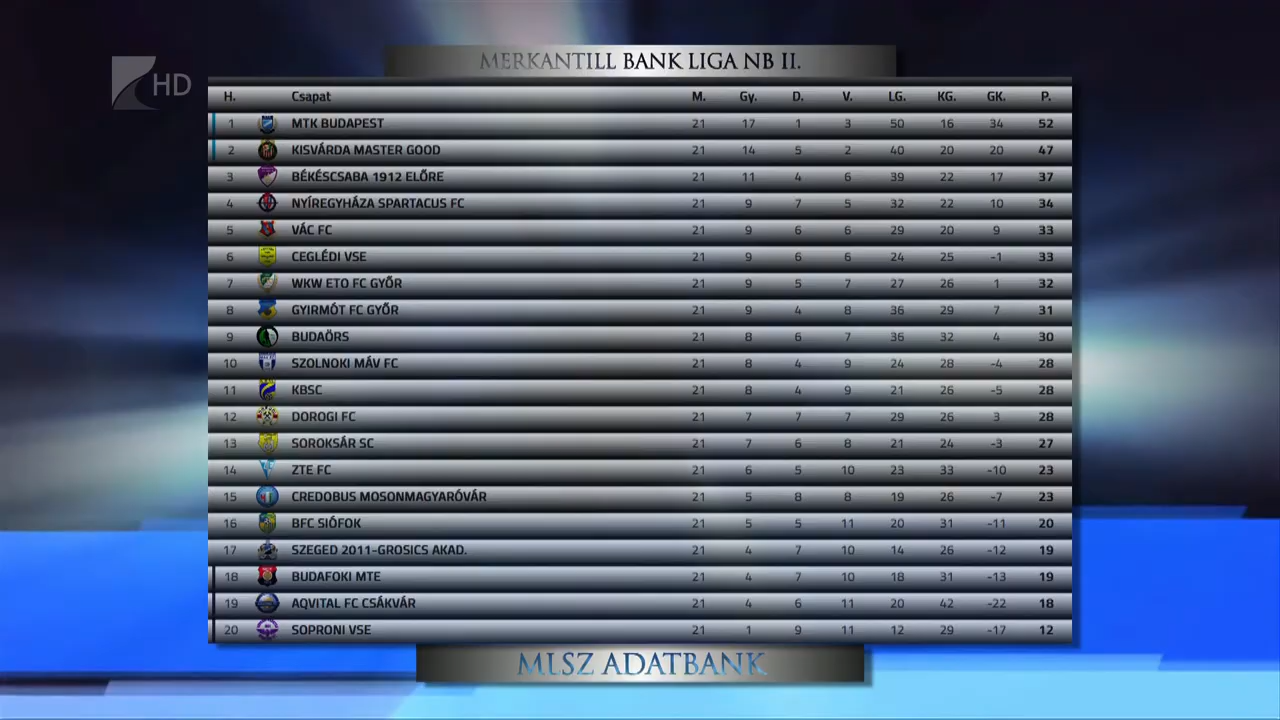 HD
MERKANTILL BANK LIGA NB II.
H. Csapat M. Gy. D. V. LG. KG. GK. P.
1 MTK BUDAPEST 21 17 1 3 50 16 34 52
2 KISVÁRDA MASTER GOOD 21 14 5 2 40 20 20 47
3 BÉKÉSCSABA 1912 ELŐRE 21 11 4 6 39 22 17 37
4 NYÍREGYHÁZA SPARTACUS FC 21 9 7 5 32 22 10 34
5 VÁC FC 21 9 6 6 29 20 9 33
6 CEGLÉDI VSE 21 9 6 6 24 25 -1 33
7 WKW ETO FC GYŐR 21 9 5 7 27 26 1 32
8 GYIRMÓT FC GYŐR 21 9 4 8 36 29 7 31
9 BUDAÖRS 21 8 6 7 36 32 4 30
10 SZOLNOKI MÁV FC 21 8 4 9 24 28 -4 28
11 KBSC 21 8 4 9 21 26 -5 28
12 DOROGI FC 21 7 7 7 29 26 3 28
13 SOROKSÁR SC 21 7 6 8 21 24 -3 27
14 ZTE FC 21 6 5 10 23 33 -10 23
15 CREDOBUS MOSONMAGYARÓVÁR 21 5 8 8 19 26 -7 23
16 BFC SIÓFOK 21 5 5 11 20 31 -11 20
17 SZEGED 2011-GROSICS AKAD. 21 4 7 10 14 26 -12 19
18 BUDAFOKI MTE 21 4 7 10 18 31 -13 19
19 AQVITAL FC CSÁKVÁR 21 4 6 11 20 42 -22 18
20 SOPRONI VSE 21 1 9 11 12 29 -17 12
MLSZ ADATBANK